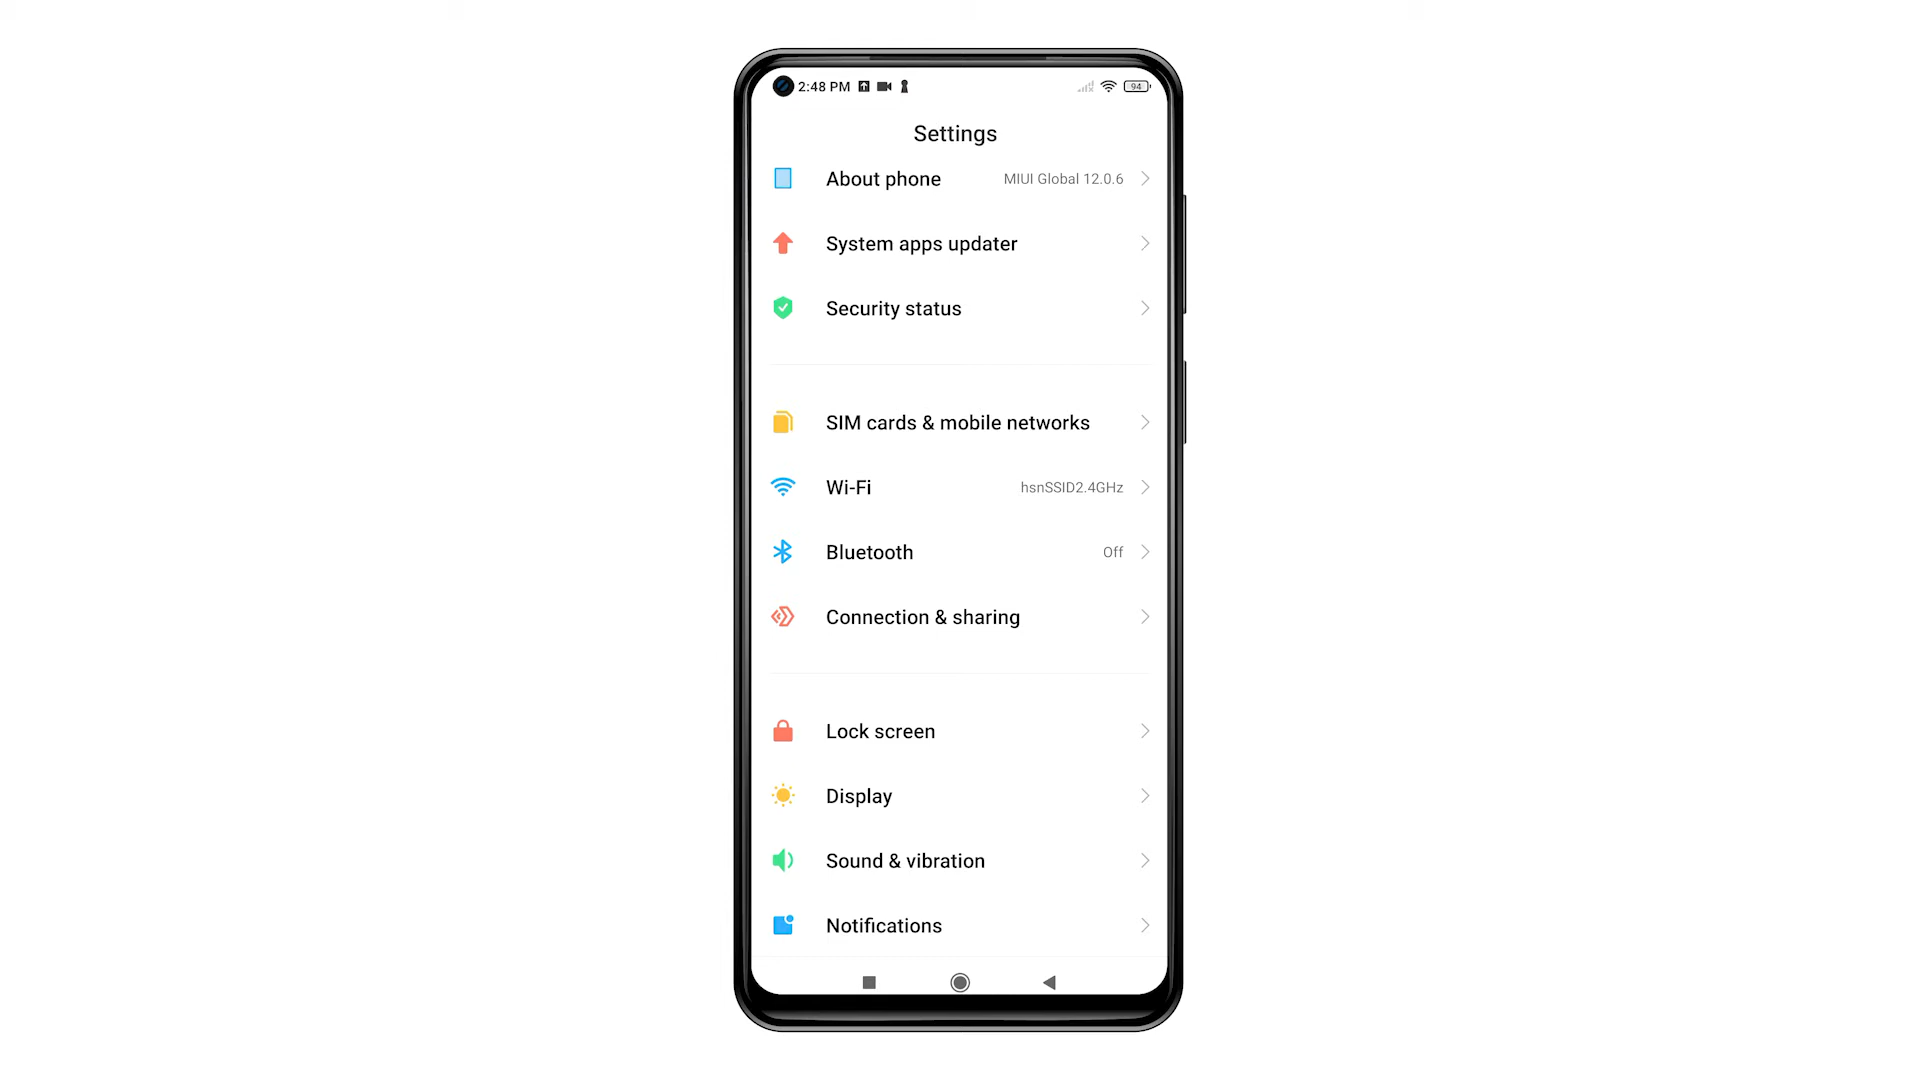 2:48 PM
94
Settings
About phone MIUI Global 12.0.6
System apps updater
Security status
SIM cards & mobile networks
Wi-Fi hsnSSID2.4GHz
Bluetooth Off
Connection & sharing
Lock screen
Display
Sound & vibration
Notifications